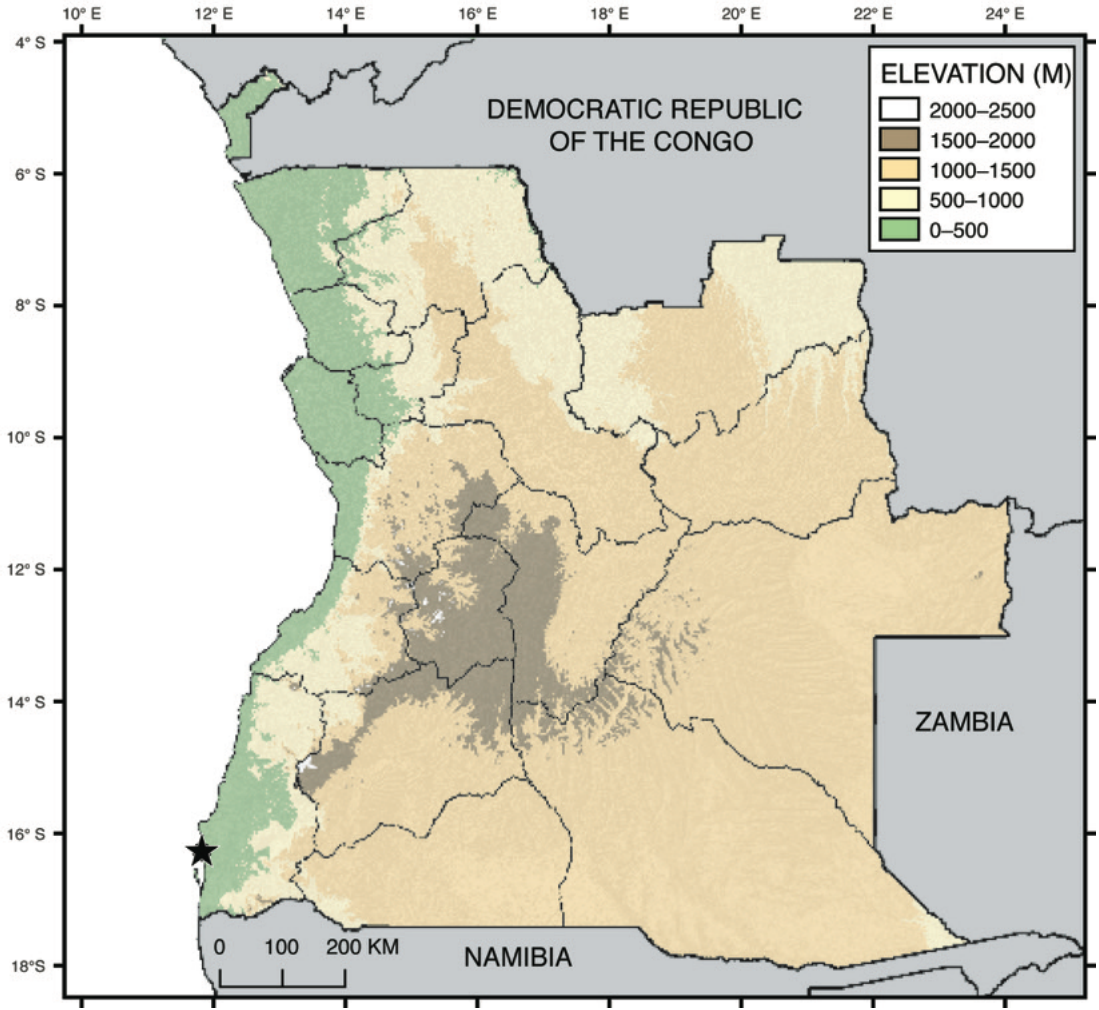 10° E 12° E 14° E 16° E 18° E 20° E 22° E 24° E
4° S
6° S
8° S
10° S
12° S
14° S
16° S
18° S
DEMOCRATIC REPUBLIC
OF THE CONGO
ELEVATION (M)
2000–2500
1500–2000
1000–1500
500–1000
0–500
ZAMBIA
NAMIBIA
0 100 200 KM